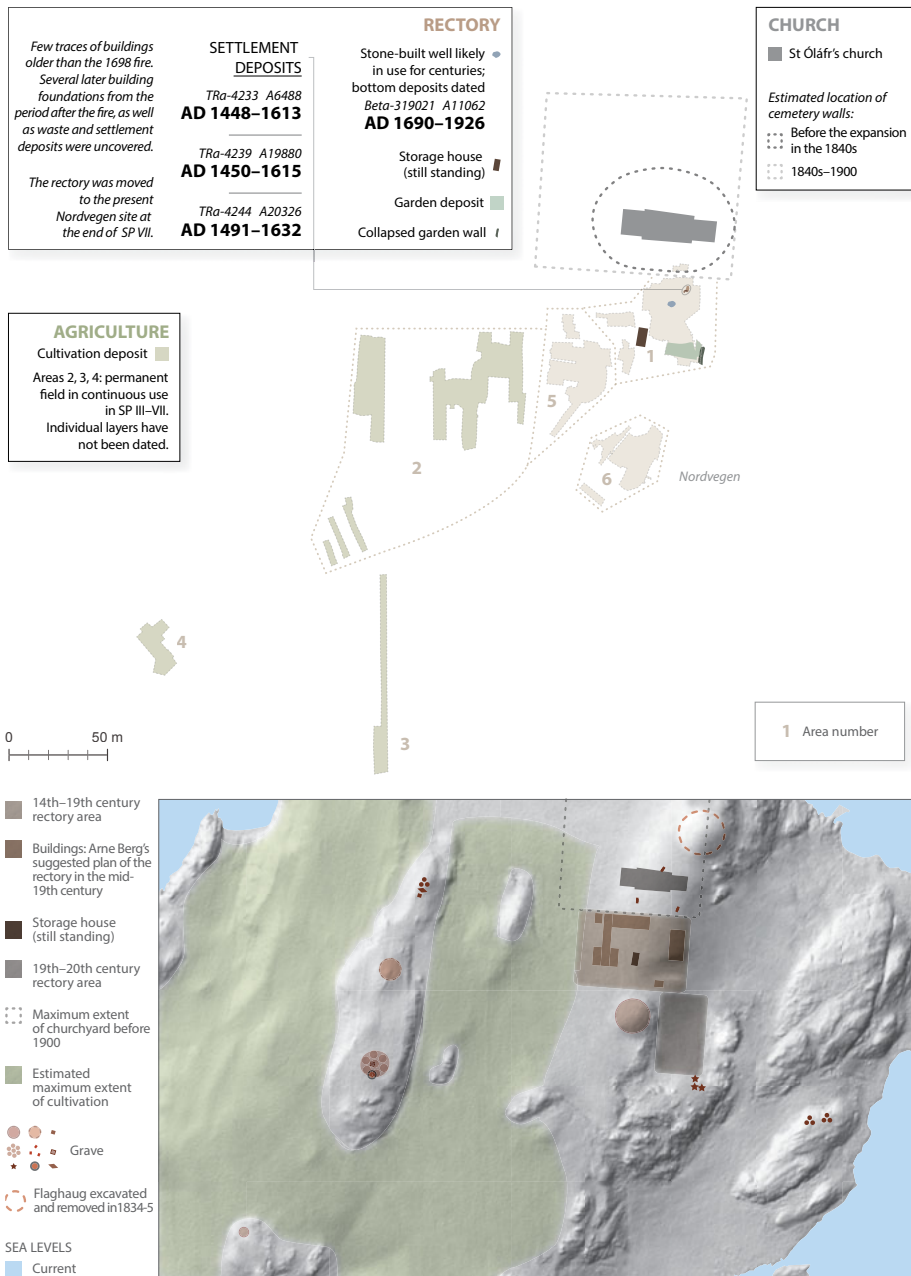 RECTORY
Few traces of buildings
older than the 1698 fire.
Several later building
foundations from the
period after the fire, as well
as waste and settlement
deposits were uncovered.
The rectory was moved
to the present
Nordvegen site at
the end of SP VII.
SETTLEMENT
DEPOSITS
TRa-4233 A6488
AD 1448–1613
TRa-4239 A19880
AD 1450–1615
TRa-4244 A20326
AD 1491–1632
Stone-built well likely
in use for centuries;
bottom deposits dated
Beta-319021 A11062
AD 1690–1926
Storage house
(still standing)
Garden deposit
Collapsed garden wall
CHURCH
St Óláfr's church
Estimated location of
cemetery walls:
Before the expansion
in the 1840s
1840s–1900
AGRICULTURE
Cultivation deposit
Areas 2, 3, 4: permanent
field in continuous use
in SP III–VII.
Individual layers have
not been dated.
1
5
2
6
Nordvegen
4
3
0 50 m
1 Area number
14th–19th century
rectory area
Buildings: Arne Berg's
suggested plan of the
rectory in the mid-
19th century
Storage house
(still standing)
19th–20th century
rectory area
Maximum extent
of churchyard before
1900
Estimated
maximum extent
of cultivation
Grave
Flaghaug excavated
and removed in1834-5
SEA LEVELS
Current